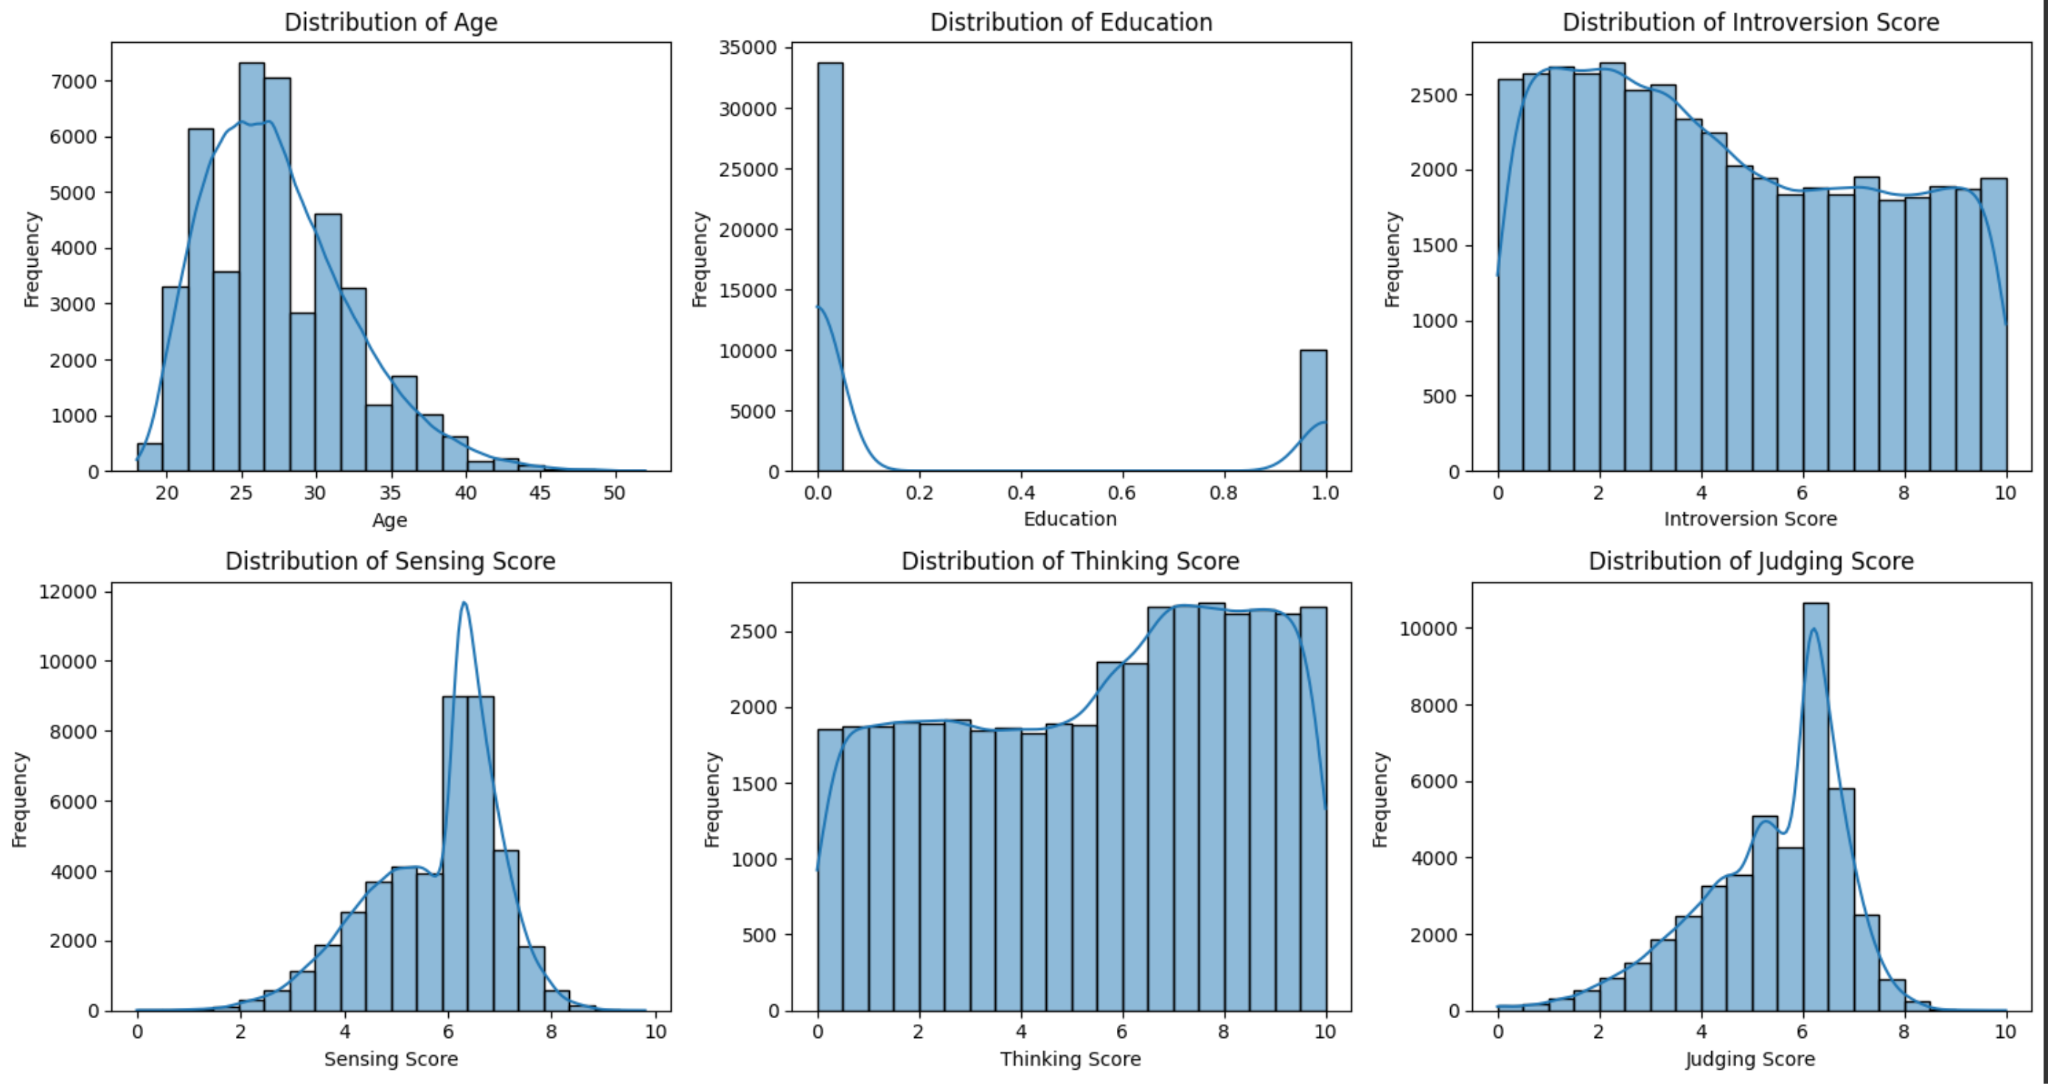 Distribution of Age
Distribution of Education
Distribution of Introversion Score
Frequency
7000
6000
5000
4000
3000
2000
1000
0
20 25 30 35 40 45 50
Age
Frequency
35000
30000
25000
20000
15000
10000
5000
0
0.0 0.2 0.4 0.6 0.8 1.0
Education
Frequency
2500
2000
1500
1000
500
0
0 2 4 6 8 10
Introversion Score
Distribution of Sensing Score
Distribution of Thinking Score
Distribution of Judging Score
Frequency
12000
10000
8000
6000
4000
2000
0
0 2 4 6 8 10
Sensing Score
Frequency
2500
2000
1500
1000
500
0
0 2 4 6 8 10
Thinking Score
Frequency
10000
8000
6000
4000
2000
0
0 2 4 6 8 10
Judging Score